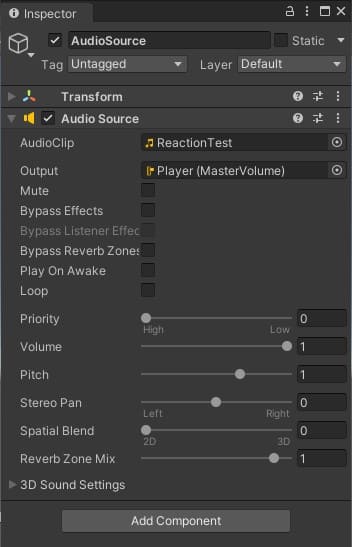 Inspector
AudioSource
Static
Tag Untagged Layer Default
Transform
Audio Source
AudioClip ReactionTest
Output Player (MasterVolume)
Mute
Bypass Effects
Bypass Listener Effec
Bypass Reverb Zones
Play On Awake
Loop
Priority 0
High Low
Volume 1
Pitch 1
Stereo Pan 0
Left Right
Spatial Blend 0
2D 3D
Reverb Zone Mix 1
3D Sound Settings
Add Component